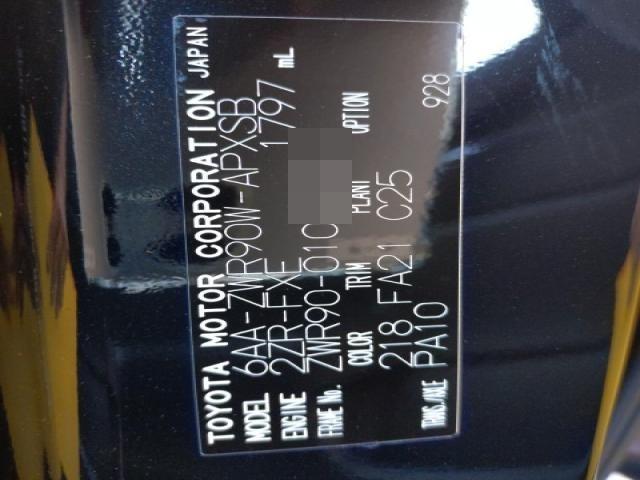 TOYOTA MOTOR CORPORATION JAPAN
MODEL 6AA-ZWR90W-APXSB
ENGINE 2ZR-FXE 1797 mL
FRAME No. ZWR90-010
COLOR TRIM PLANT OPTION
218 FA21 C25
TRANS/AXLE PA10 928